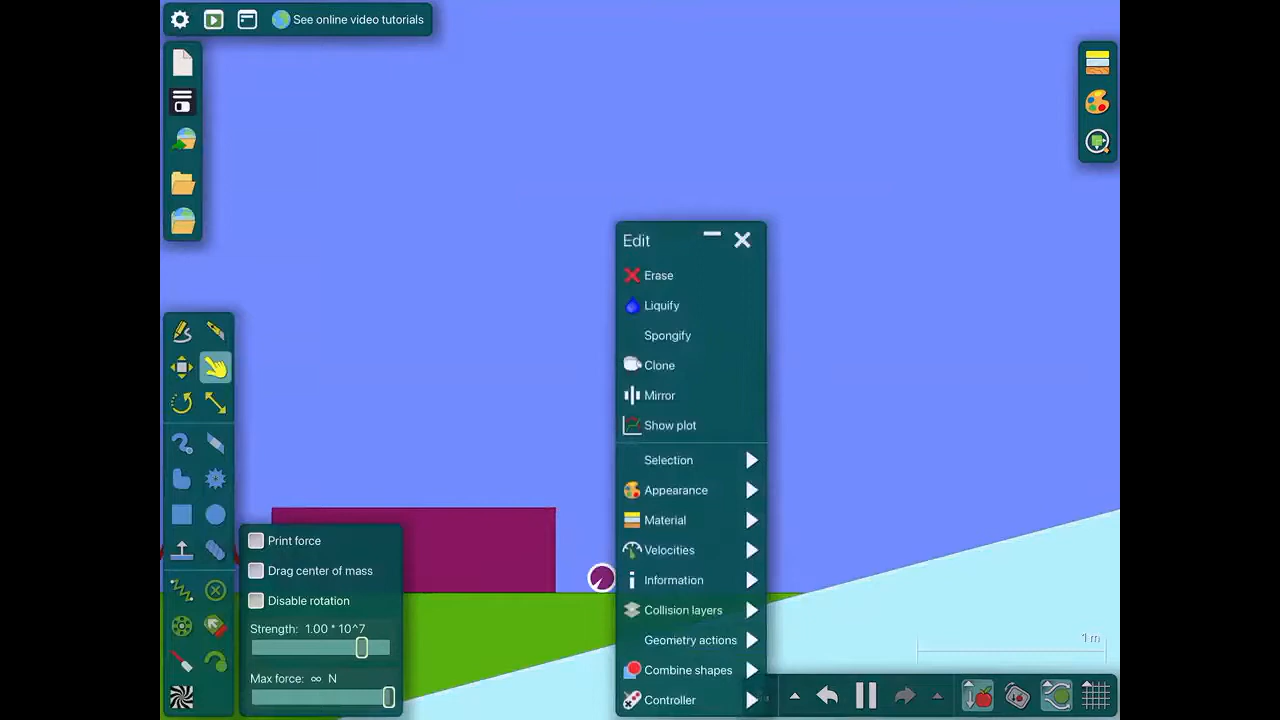 See online video tutorials
Edit
Erase
Liquify
Spongify
Clone
Mirror
Show plot
Selection
Appearance
Material
Velocities
Information
Collision layers
Geometry actions
Combine shapes
Controller
Print force
Drag center of mass
Disable rotation
Strength: 1.00 * 10^7
Max force: ∞ N
1 m